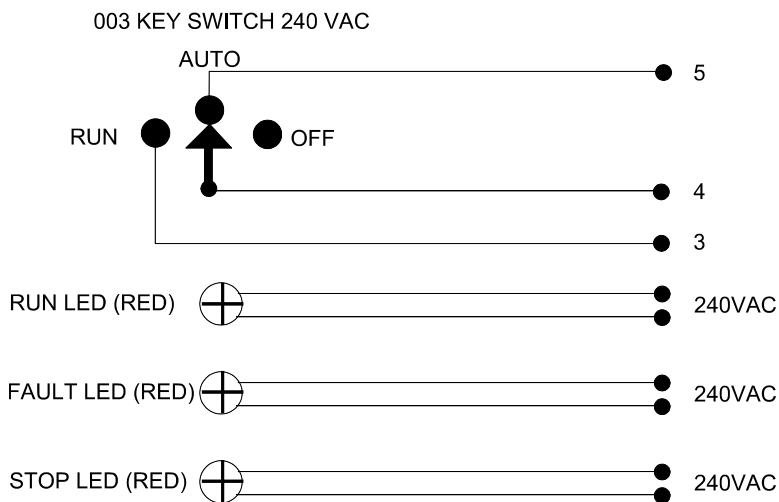 003 KEY SWITCH 240 VAC
AUTO
5
RUN
OFF
4
3
RUN LED (RED)
240VAC
FAULT LED (RED)
240VAC
STOP LED (RED)
240VAC